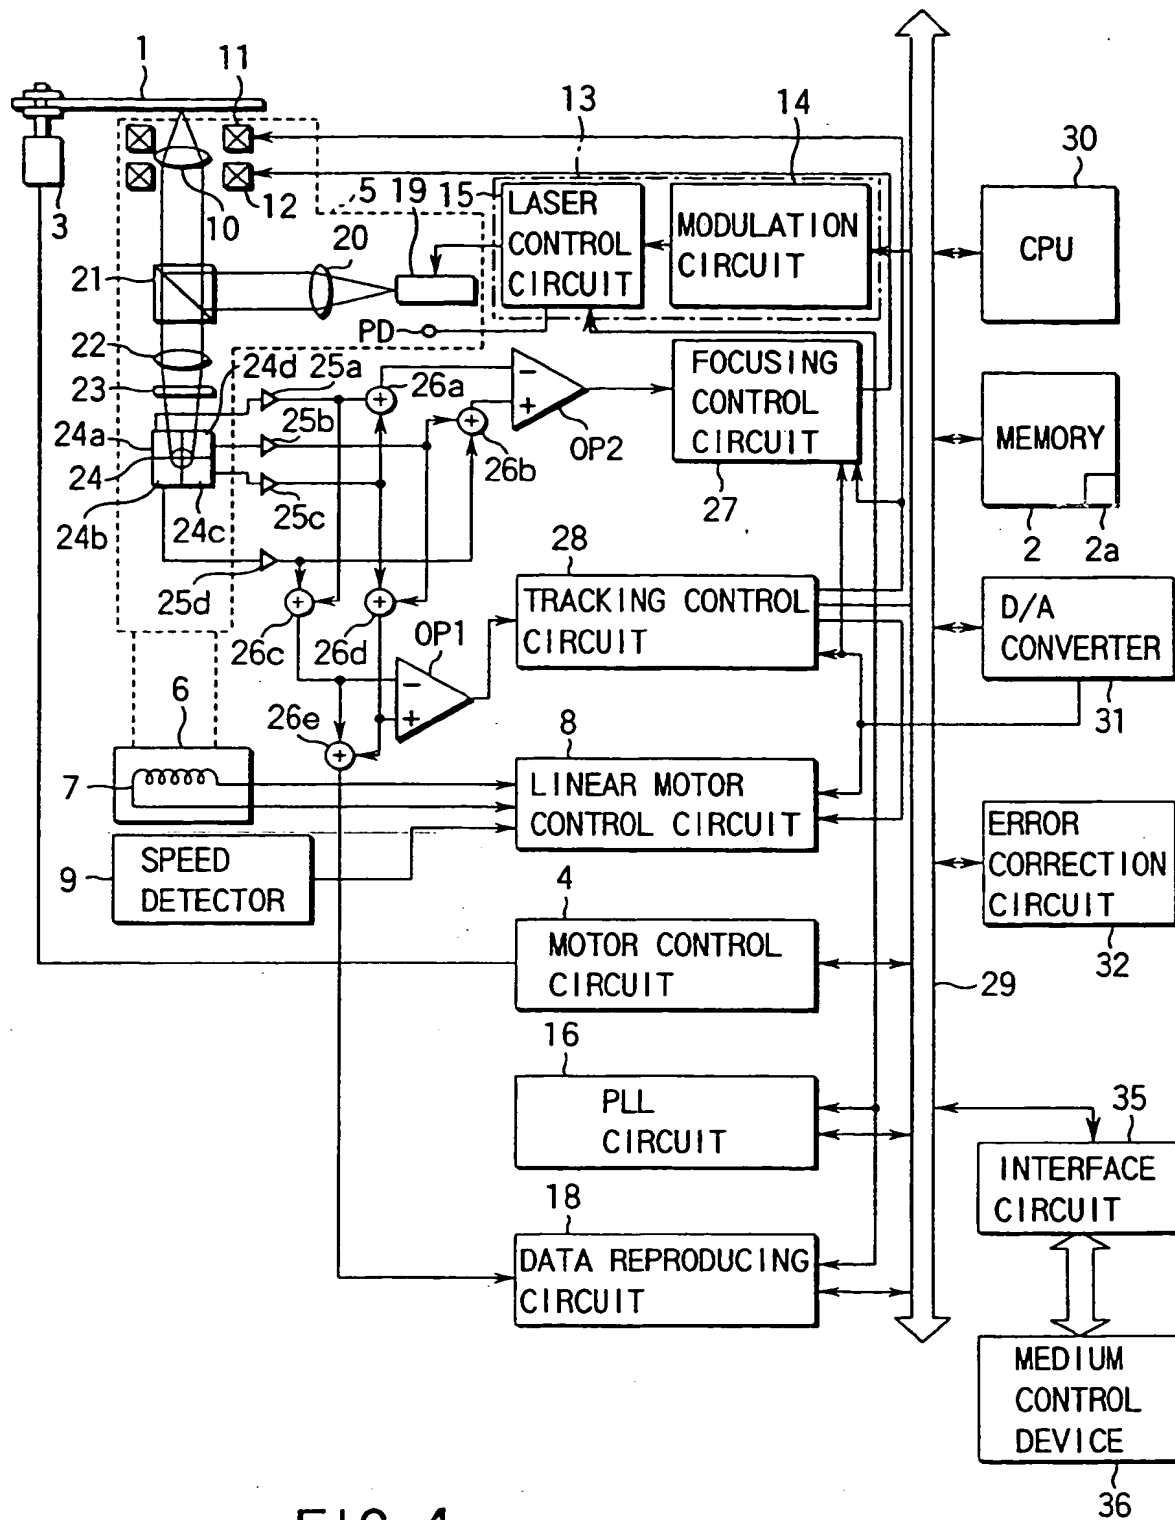 1
11
13
14
30
3
10
12
5
19
15
20
LASER
CONTROL
CIRCUIT
MODULATION
CIRCUIT
CPU
21
PD
22
23
24d
25a
26a
25b
24a
24
24b
24c
25c
26b
OP2
FOCUSING
CONTROL
CIRCUIT
27
MEMORY
2
2a
25d
26c
26d
OP1
28
TRACKING CONTROL
CIRCUIT
D/A
CONVERTER
31
6
26e
7
8
LINEAR MOTOR
CONTROL CIRCUIT
ERROR
CORRECTION
CIRCUIT
32
9
SPEED
DETECTOR
4
MOTOR CONTROL
CIRCUIT
29
16
PLL
CIRCUIT
35
INTERFACE
CIRCUIT
18
DATA REPRODUCING
CIRCUIT
MEDIUM
CONTROL
DEVICE
36